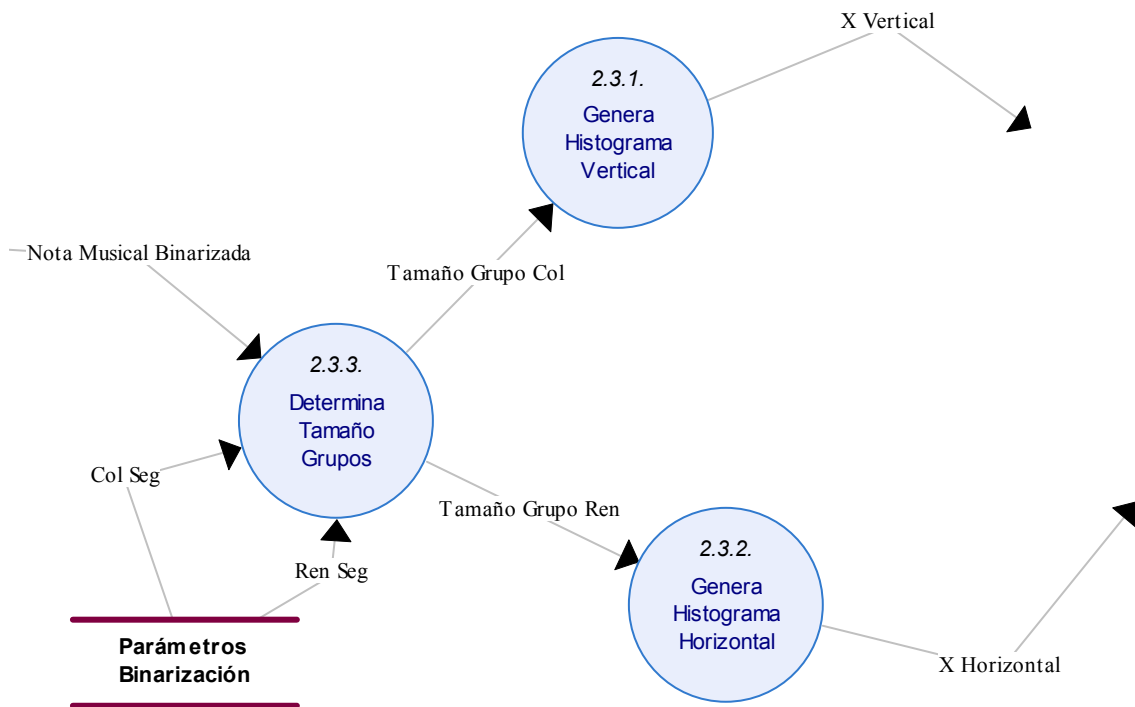 X Vertical
2.3.1.
Genera
Histograma
Vertical
Nota Musical Binarizada
Tamaño Grupo Col
2.3.3.
Determina
Tamaño
Grupos
Col Seg
Tamaño Grupo Ren
2.3.2.
Genera
Histograma
Horizontal
Ren Seg
Parámetros
Binarización
X Horizontal